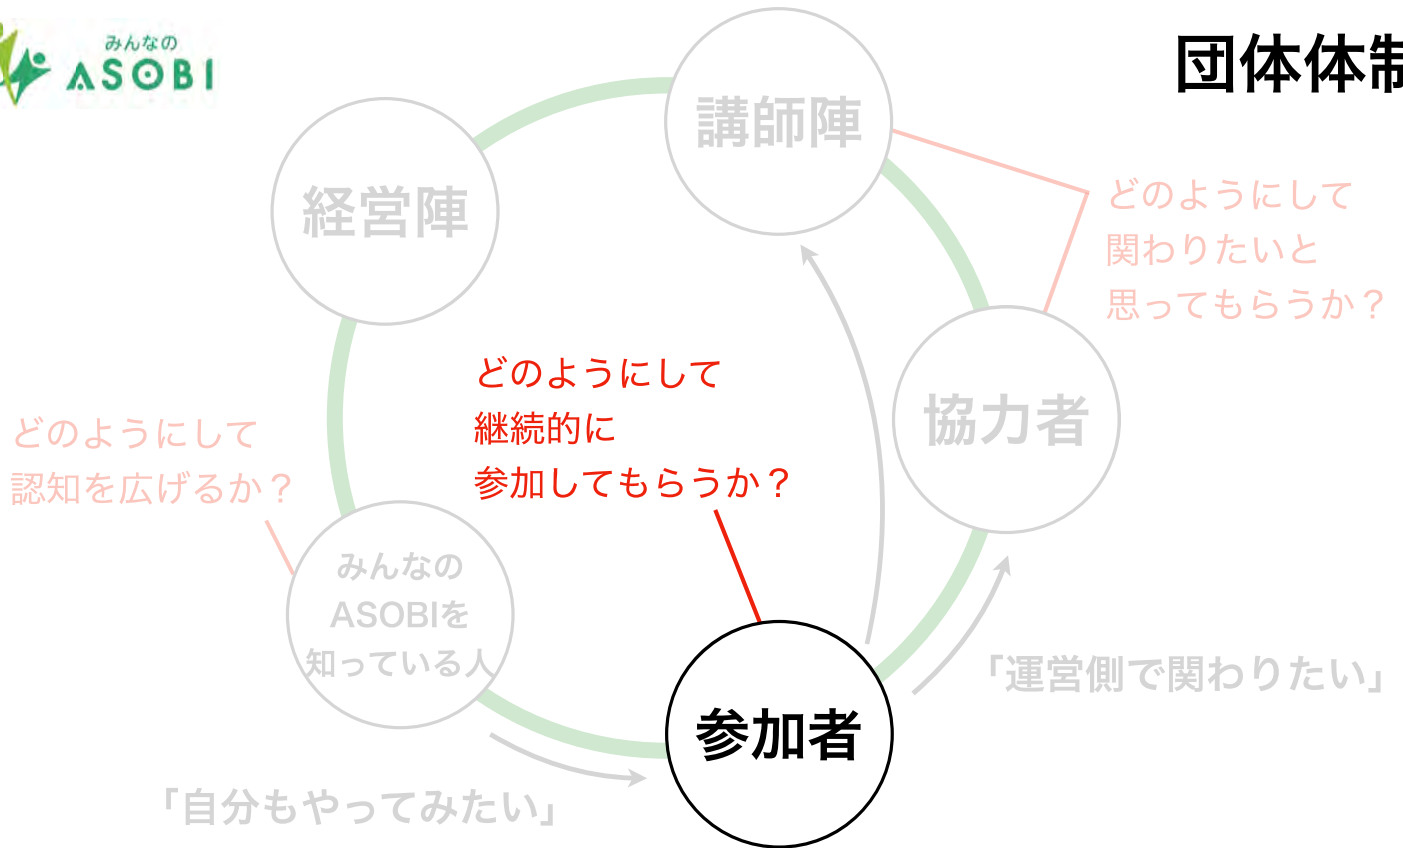 みんなの
ASOBI
団体体制
講師陣
経営陣
どのようにして
関わりたいと
思ってもらうか？
どのようにして
継続的に
参加してもらうか？
協力者
どのようにして
認知を広げるか？
みんなの
ASOBIを
知っている人
「運営側で関わりたい」
参加者
「自分もやってみたい」